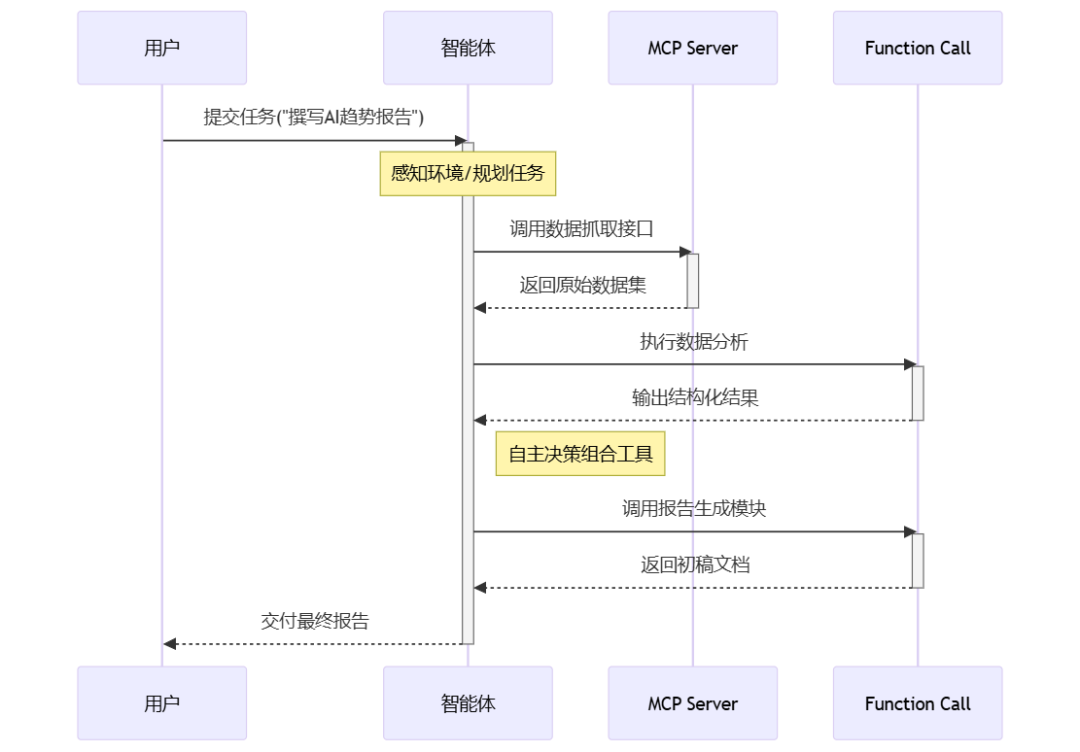 用户
智能体
MCP Server
Function Call
提交任务("撰写AI趋势报告")
感知环境/规划任务
调用数据抓取接口
返回原始数据集
执行数据分析
输出结构化结果
自主决策组合工具
调用报告生成模块
返回初稿文档
交付最终报告
用户
智能体
MCP Server
Function Call